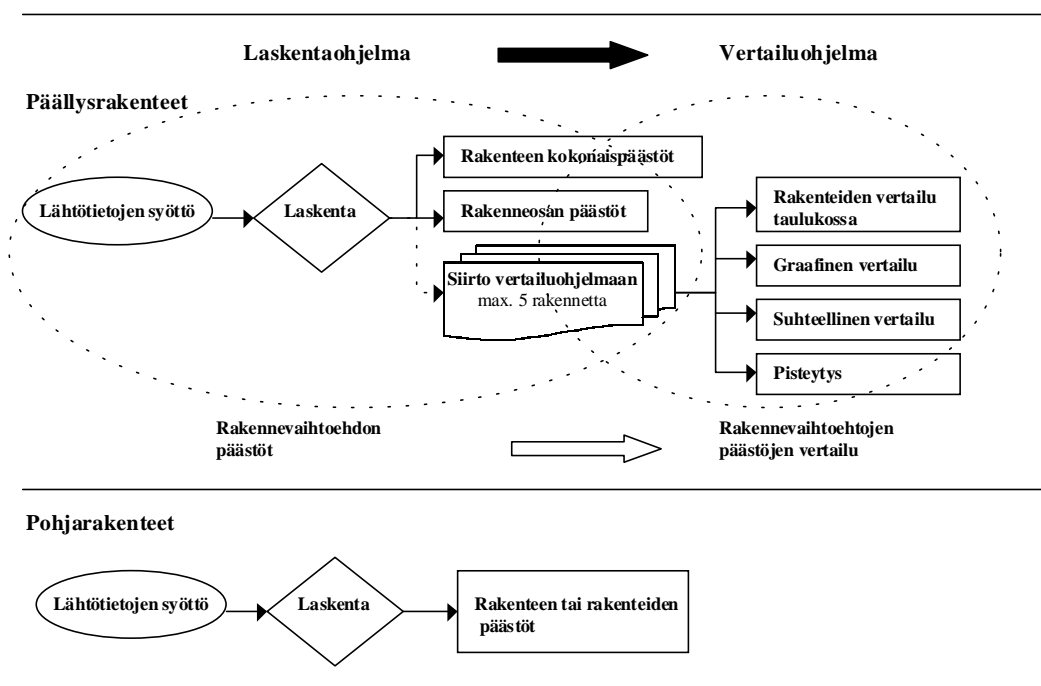 Laskentaohjelma
Vertailuohjelma
Päällysrakenteet
Lähtötietojen syöttö
Laskenta
Rakenteen kokonaispäästöt
Rakenneosan päästöt
Siirto vertailuohjelmaan
max. 5 rakennetta
Rakenteiden vertailu
taulukossa
Graafinen vertailu
Suhteellinen vertailu
Pisteytys
Rakennevaihtoehdon
päästöt
Rakennevaihtoehtojen
päästöjen vertailu
Pohjarakenteet
Lähtötietojen syöttö
Laskenta
Rakenteen tai rakenteiden
päästöt